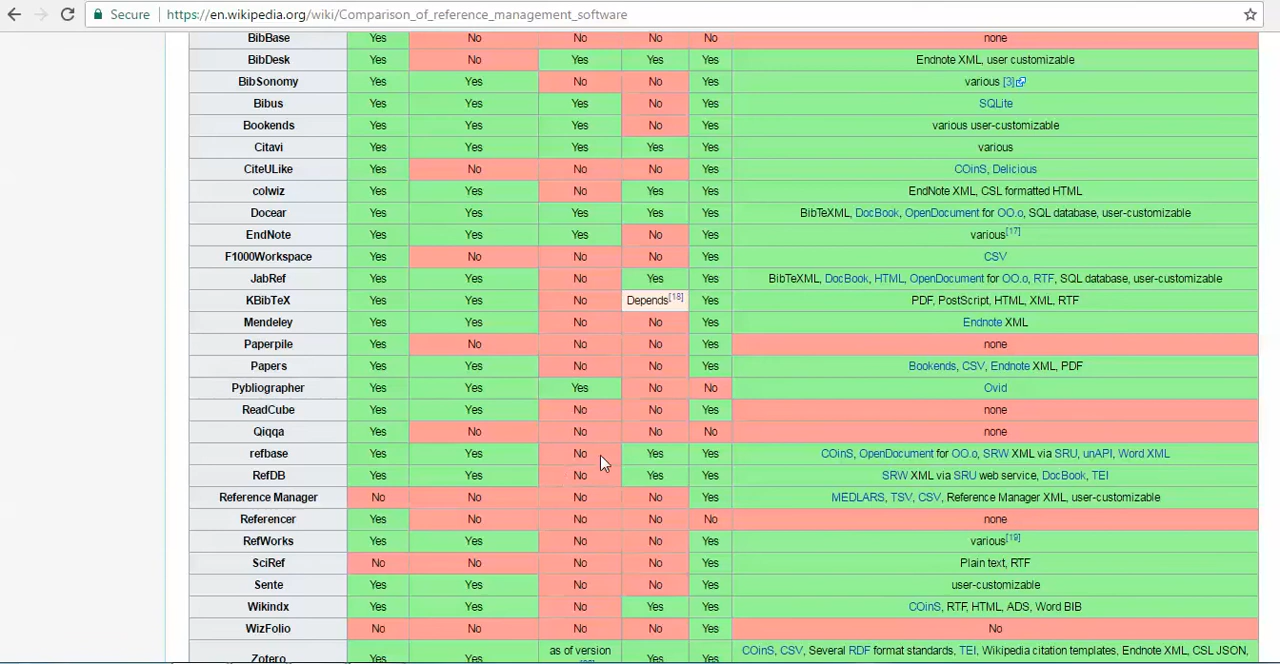 Secure https://en.wikipedia.org/wiki/Comparison_of_reference_management_software
BibBase Yes No No No No none
BibDesk Yes No Yes Yes Yes Endnote XML, user customizable
BibSonomy Yes Yes No No Yes various [3]
Bibus Yes Yes Yes No Yes SQLite
Bookends Yes Yes Yes No Yes various user-customizable
Citavi Yes Yes Yes Yes Yes various
CiteULike Yes No No No Yes COinS, Delicious
colwiz Yes Yes No Yes Yes EndNote XML, CSL formatted HTML
Docear Yes Yes Yes Yes Yes BibTeXML, DocBook, OpenDocument for OO.o, SQL database, user-customizable
EndNote Yes Yes Yes No Yes various[17]
F1000Workspace Yes No No No Yes CSV
JabRef Yes Yes No Yes Yes BibTeXML, DocBook, HTML, OpenDocument for OO.o, RTF, SQL database, user-customizable
KBibTeX Yes Yes No Depends[18] Yes PDF, PostScript, HTML, XML, RTF
Mendeley Yes Yes No No Yes Endnote XML
Paperpile Yes No No No Yes none
Papers Yes Yes No No Yes Bookends, CSV, Endnote XML, PDF
Pybliographer Yes Yes Yes No No Ovid
ReadCube Yes Yes No No Yes none
Qiqqa Yes No No No No none
refbase Yes Yes No Yes Yes COinS, OpenDocument for OO.o, SRW XML via SRU, unAPI, Word XML
RefDB Yes Yes No Yes Yes SRW XML via SRU web service, DocBook, TEI
Reference Manager No No No No Yes MEDLARS, TSV, CSV, Reference Manager XML, user-customizable
Referencer Yes No No No No none
RefWorks Yes Yes No No Yes various[19]
SciRef No No No No Yes Plain text, RTF
Sente Yes Yes No No Yes user-customizable
Wikindx Yes Yes No Yes Yes COinS, RTF, HTML, ADS, Word BIB
WizFolio No No No No Yes No
Zotero Yes Yes as of version Yes Yes COinS, CSV, Several RDF format standards, TEI, Wikipedia citation templates, Endnote XML, CSL JSON,